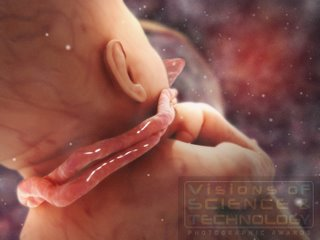 Visions of
SCIENCE &
TECHNOLOGY
PHOTOGRAPHIC AWARDS